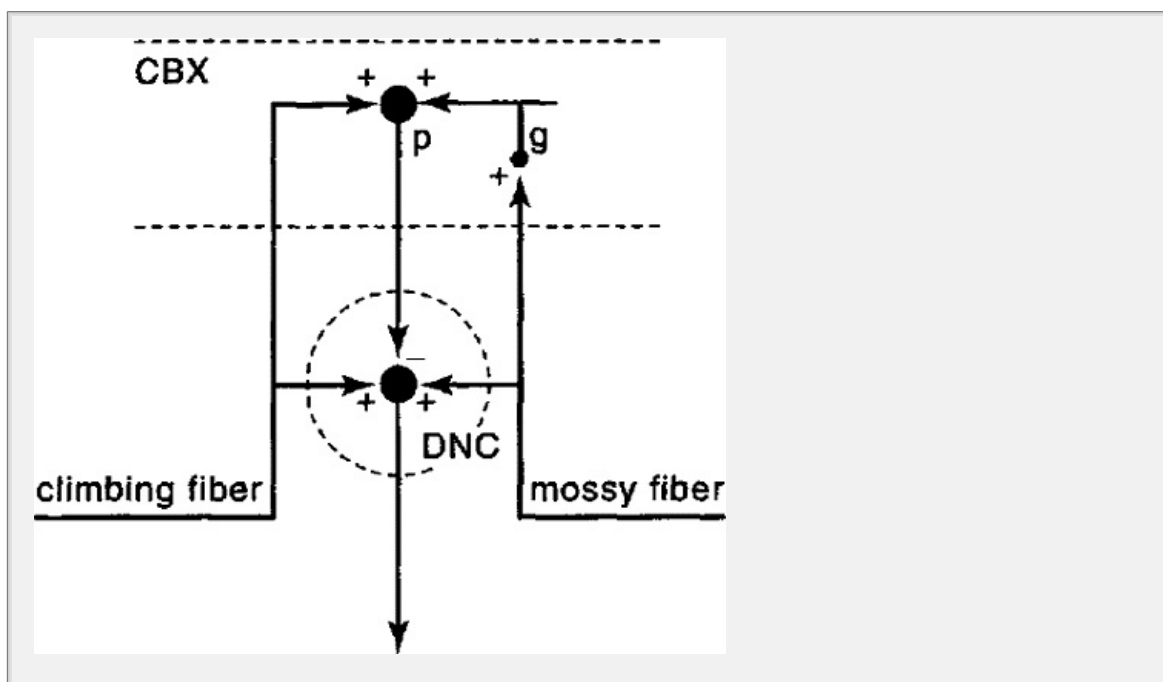 CBX
+ +
p
g
+
−
+ +
DNC
climbing fiber
mossy fiber